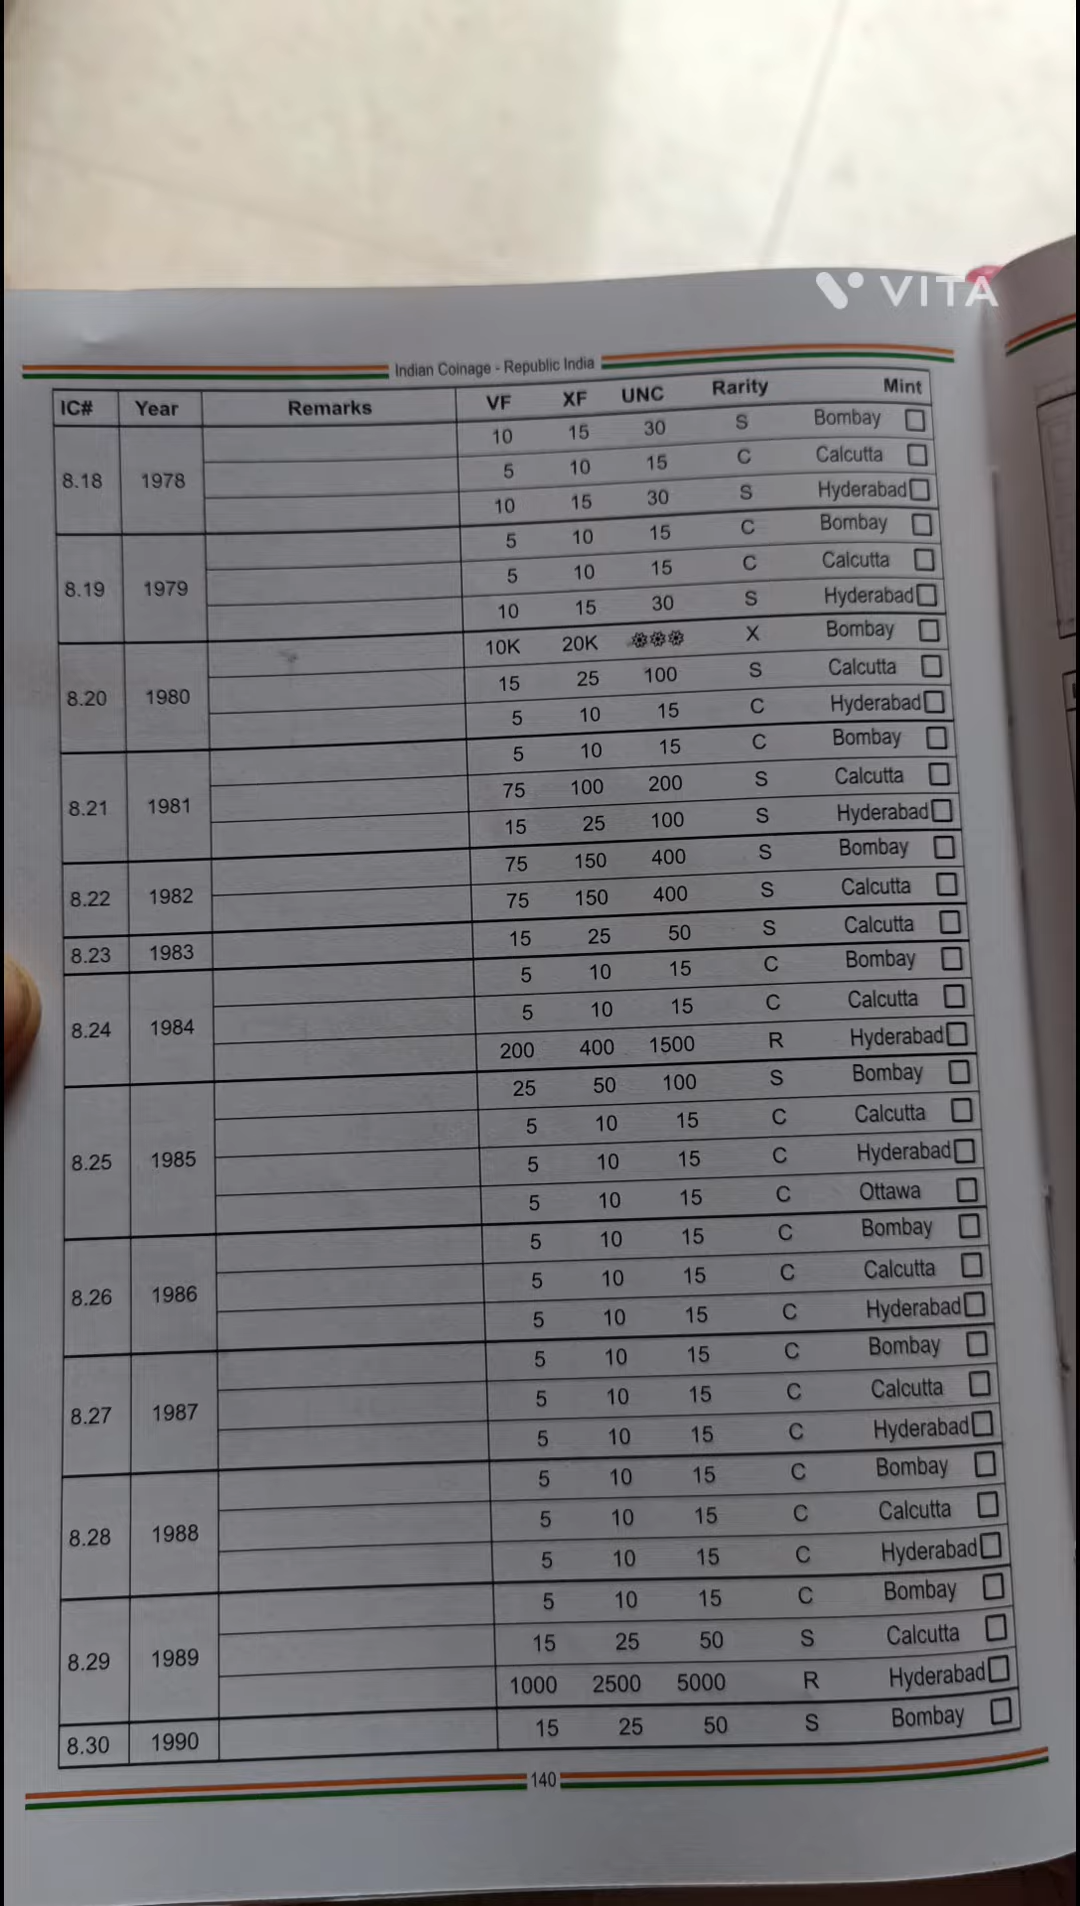 VITA
Indian Coinage - Republic India
IC# Year Remarks VF XF UNC Rarity Mint
8.18 1978 10 15 30 S Bombay
5 10 15 C Calcutta
10 15 30 S Hyderabad
8.19 1979 5 10 15 C Bombay
5 10 15 C Calcutta
10 15 30 S Hyderabad
8.20 1980 10K 20K X Bombay
15 25 100 S Calcutta
5 10 15 C Hyderabad
8.21 1981 5 10 15 C Bombay
75 100 200 S Calcutta
15 25 100 S Hyderabad
8.22 1982 75 150 400 S Bombay
75 150 400 S Calcutta
8.23 1983 15 25 50 S Calcutta
8.24 1984 5 10 15 C Bombay
5 10 15 C Calcutta
200 400 1500 R Hyderabad
8.25 1985 25 50 100 S Bombay
5 10 15 C Calcutta
5 10 15 C Hyderabad
5 10 15 C Ottawa
8.26 1986 5 10 15 C Bombay
5 10 15 C Calcutta
5 10 15 C Hyderabad
8.27 1987 5 10 15 C Bombay
5 10 15 C Calcutta
5 10 15 C Hyderabad
8.28 1988 5 10 15 C Bombay
5 10 15 C Calcutta
5 10 15 C Hyderabad
8.29 1989 5 10 15 C Bombay
15 25 50 S Calcutta
1000 2500 5000 R Hyderabad
8.30 1990 15 25 50 S Bombay
140